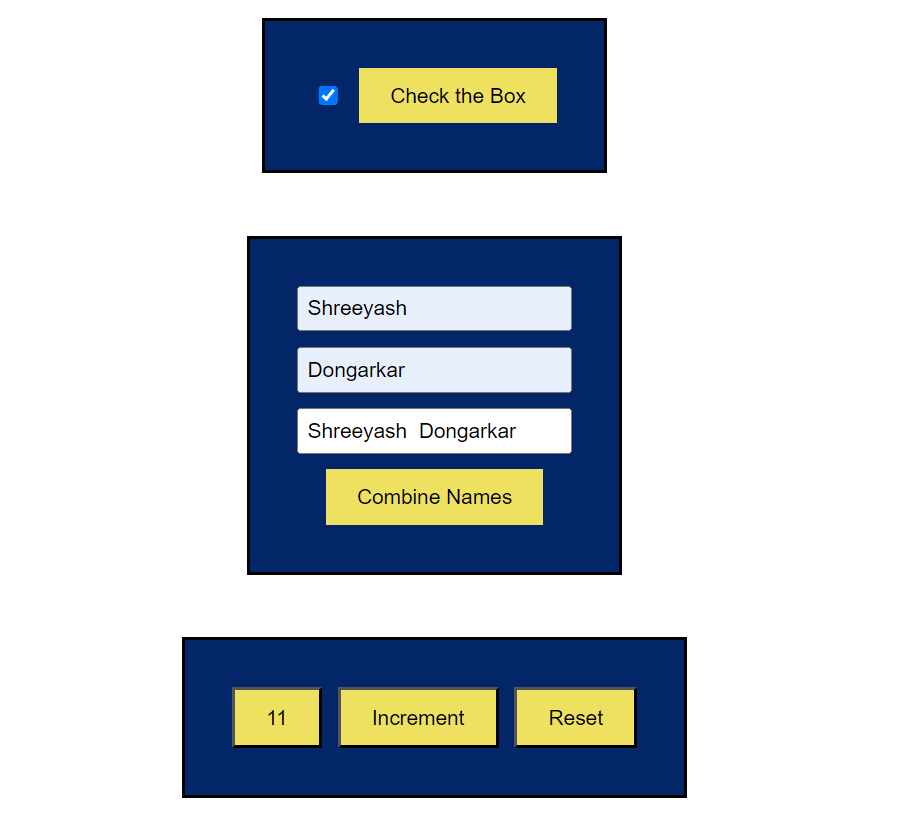 Check the Box
Shreeyash
Dongarkar
Shreeyash  Dongarkar
Combine Names
11 Increment Reset